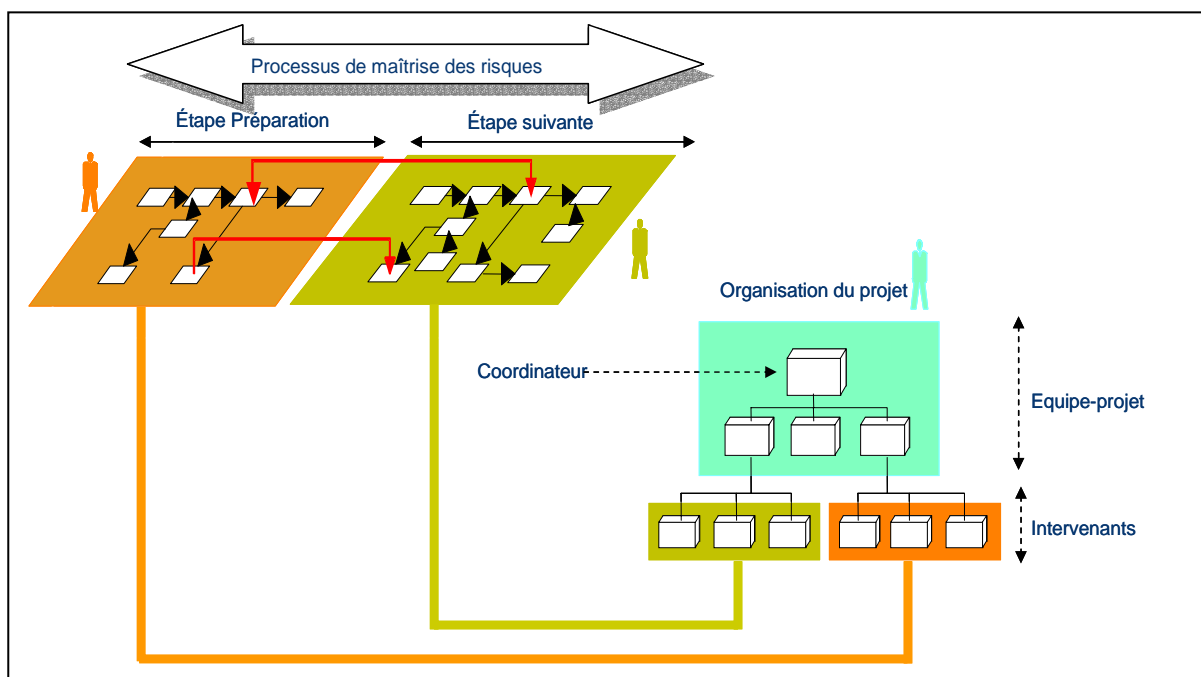 Processus de maîtrise des risques
Étape Préparation
Étape suivante
Organisation du projet
Coordinateur
Equipe-projet
Intervenants